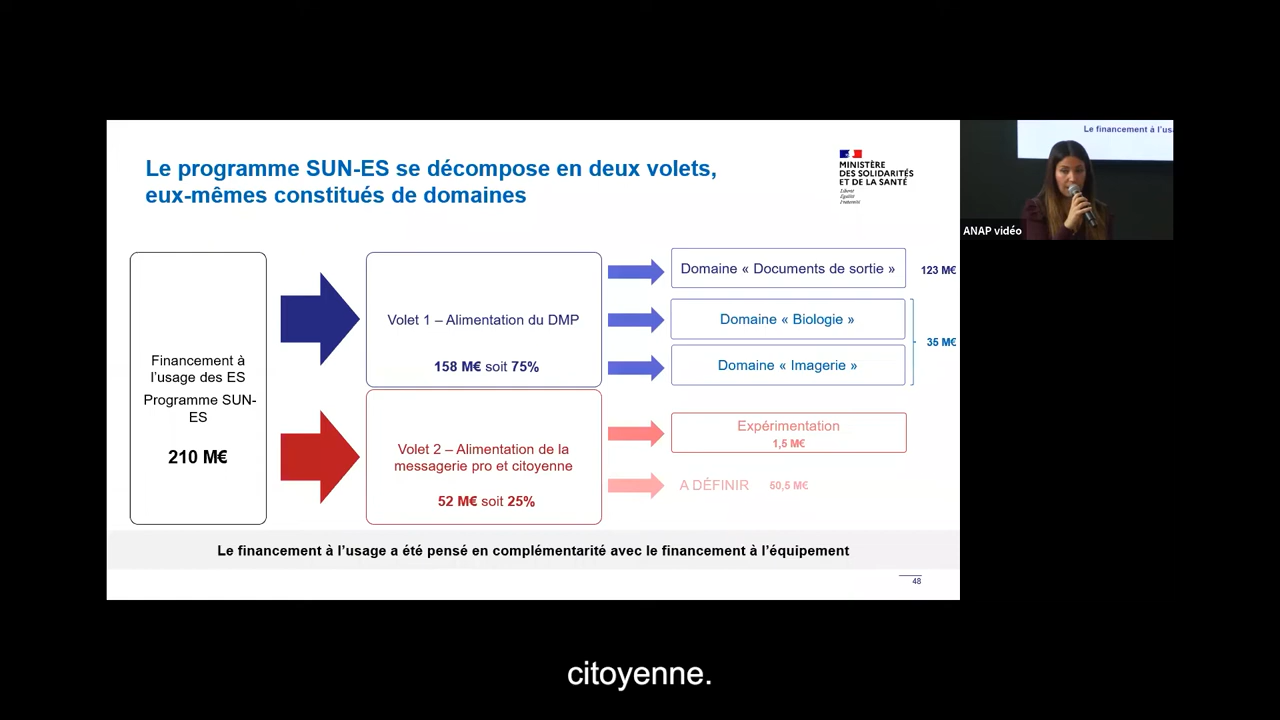 Le programme SUN-ES se décompose en deux volets,
eux-mêmes constitués de domaines
MINISTÈRE
DES SOLIDARITÉS
ET DE LA SANTÉ
Liberté
Égalité
Fraternité
Le financement à l'us
ANAP vidéo
Financement à
l'usage des ES
Programme SUN-
ES
210 M€
Volet 1 – Alimentation du DMP
158 M€ soit 75%
Domaine « Documents de sortie »
123 M€
Domaine « Biologie »
35 M€
Domaine « Imagerie »
Volet 2 – Alimentation de la
messagerie pro et citoyenne
52 M€ soit 25%
Expérimentation
1,5 M€
A DÉFINIR 50,5 M€
Le financement à l'usage a été pensé en complémentarité avec le financement à l'équipement
48
citoyenne.